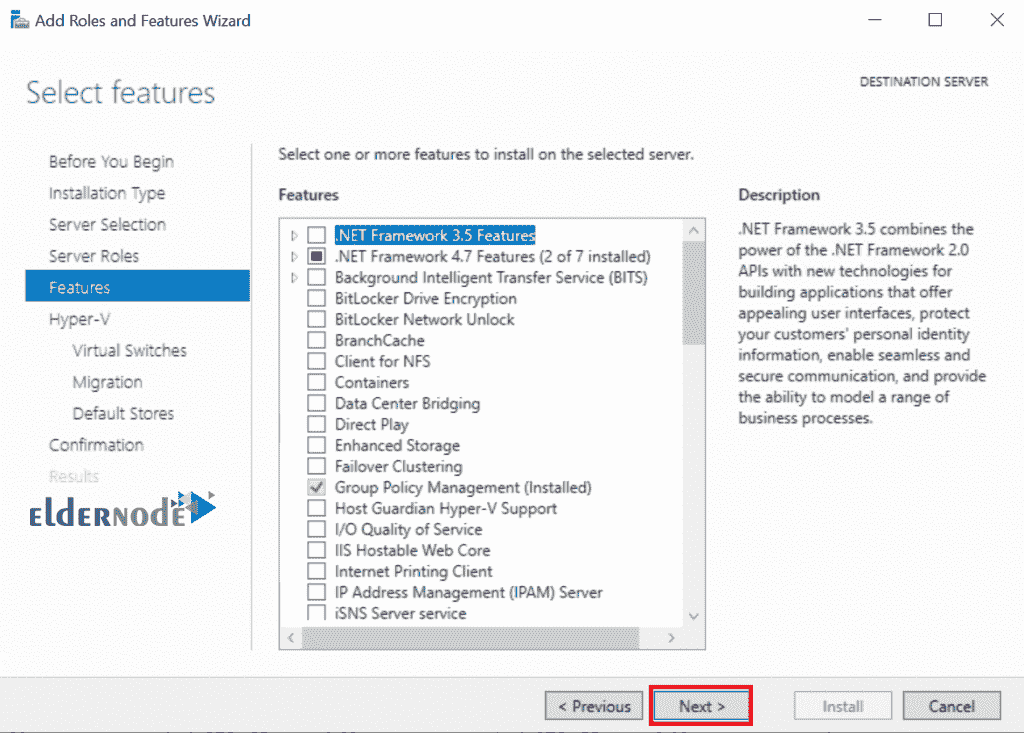 Add Roles and Features Wizard
Select features
DESTINATION SERVER
Before You Begin
Installation Type
Server Selection
Server Roles
Features
Hyper-V
Virtual Switches
Migration
Default Stores
Confirmation
Results
ELDERNODE
Select one or more features to install on the selected server.
Features
.NET Framework 3.5 Features
.NET Framework 4.7 Features (2 of 7 installed)
Background Intelligent Transfer Service (BITS)
BitLocker Drive Encryption
BitLocker Network Unlock
BranchCache
Client for NFS
Containers
Data Center Bridging
Direct Play
Enhanced Storage
Failover Clustering
Group Policy Management (Installed)
Host Guardian Hyper-V Support
I/O Quality of Service
IIS Hostable Web Core
Internet Printing Client
IP Address Management (IPAM) Server
iSNS Server service
Description
.NET Framework 3.5 combines the
power of the .NET Framework 2.0
APIs with new technologies for
building applications that offer
appealing user interfaces, protect
your customers' personal identity
information, enable seamless and
secure communication, and provide
the ability to model a range of
business processes.
< Previous
Next >
Install
Cancel